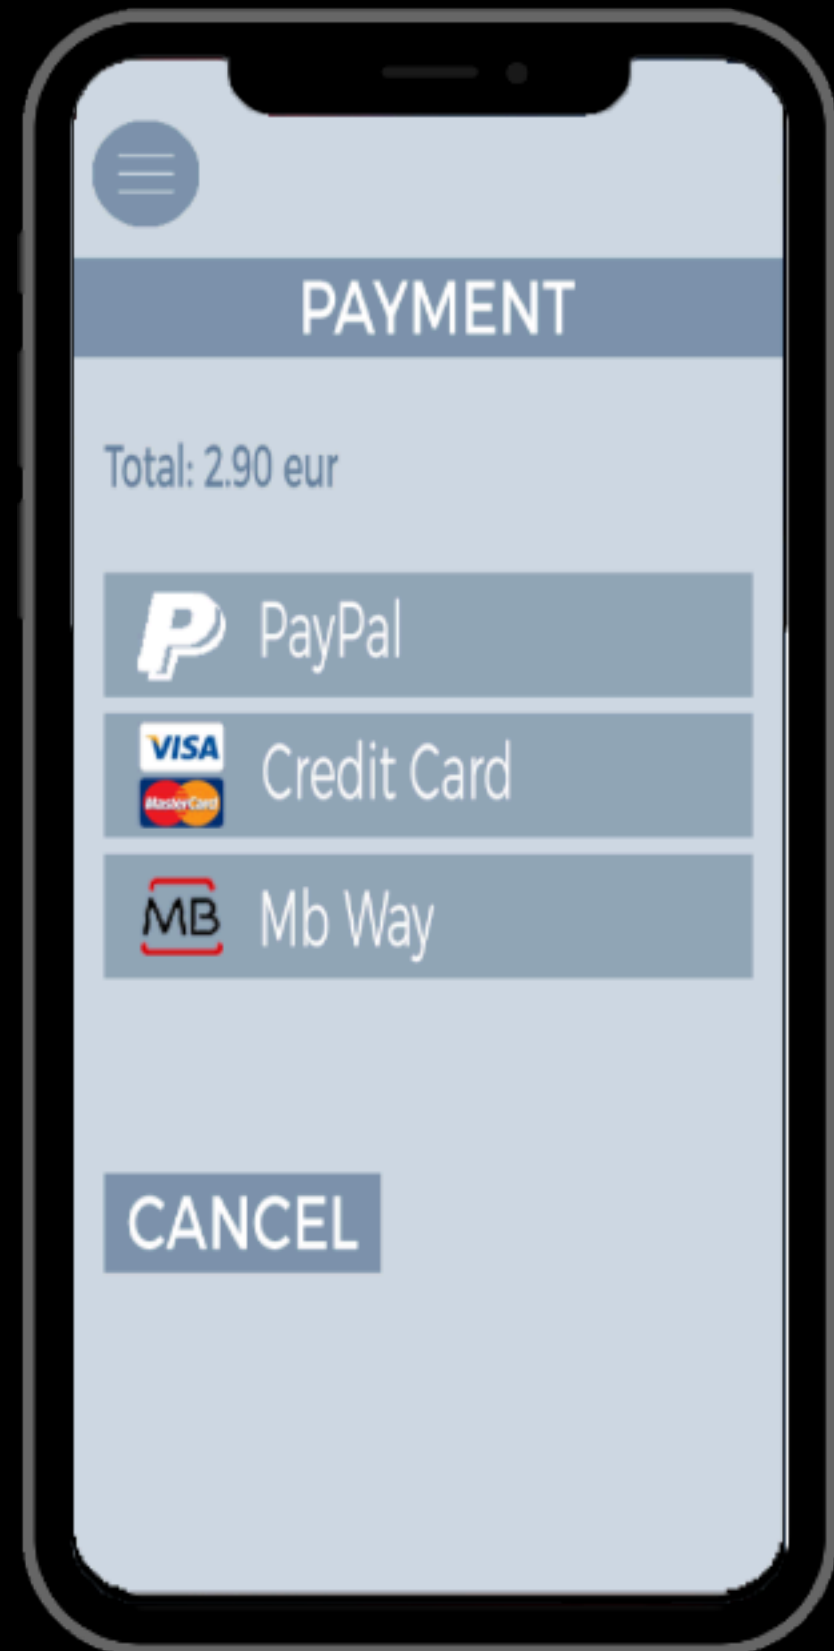 PAYMENT
Total: 2.90 eur
PayPal
VISA
MasterCard
Credit Card
MB
Mb Way
CANCEL